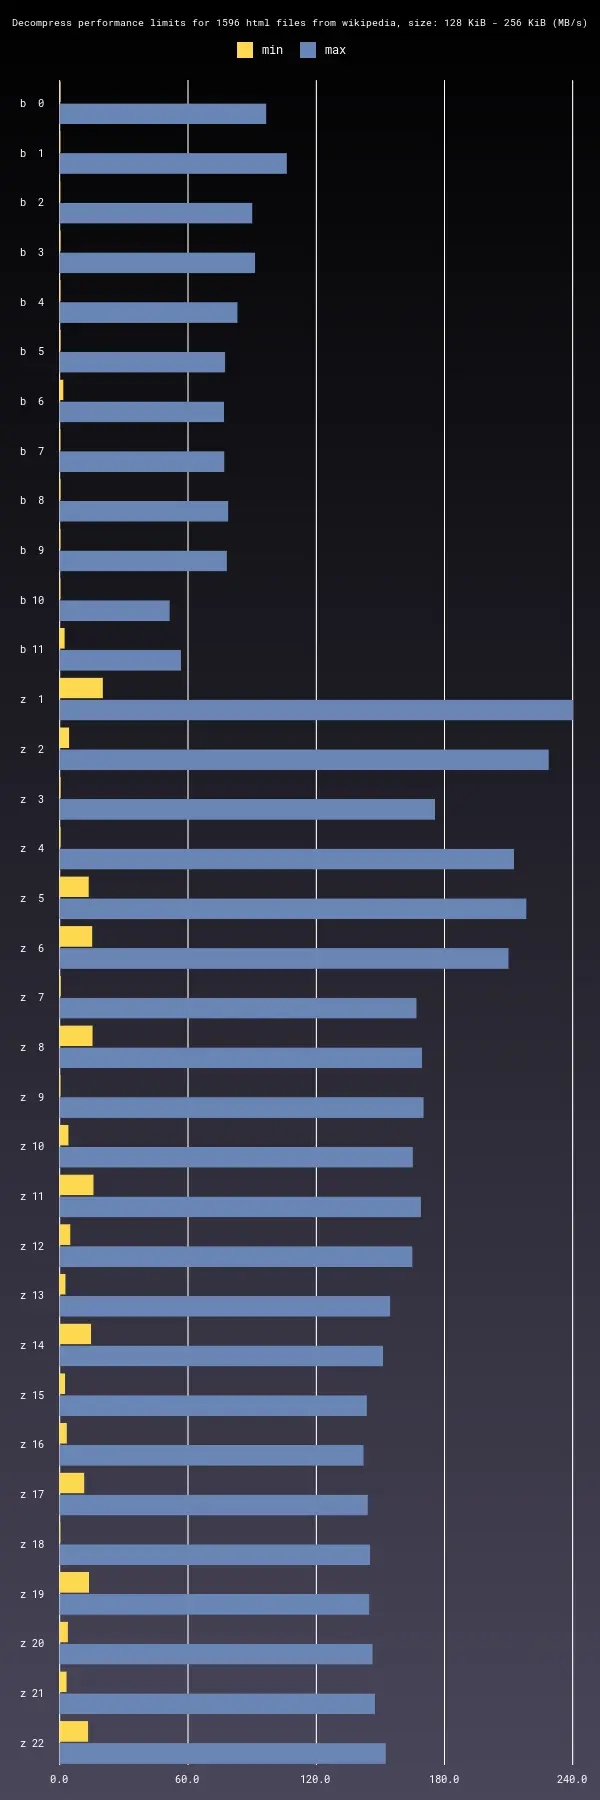 Decompress performance limits for 1596 html files from wikipedia, size: 128 KiB - 256 KiB (MB/s)
min max
b 0
b 1
b 2
b 3
b 4
b 5
b 6
b 7
b 8
b 9
b 10
b 11
z 1
z 2
z 3
z 4
z 5
z 6
z 7
z 8
z 9
z 10
z 11
z 12
z 13
z 14
z 15
z 16
z 17
z 18
z 19
z 20
z 21
z 22
0.0 60.0 120.0 180.0 240.0